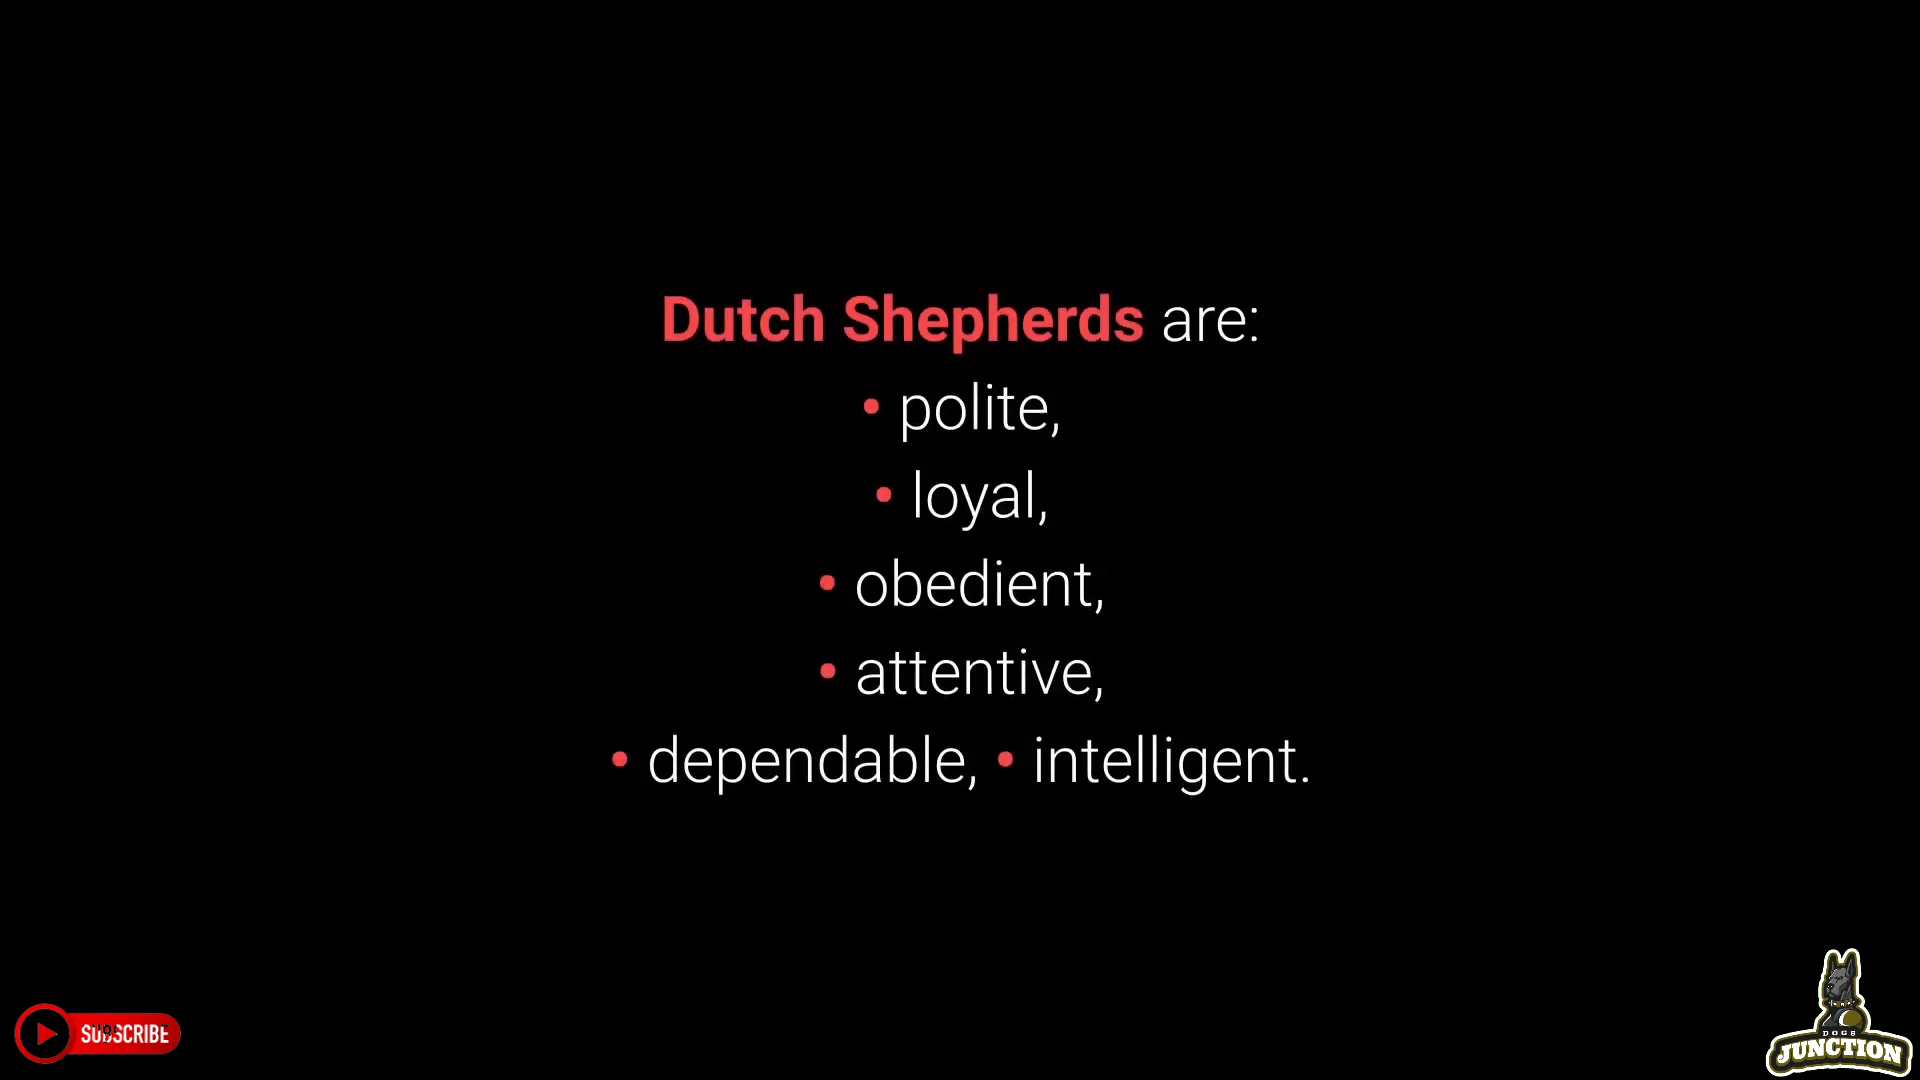 Dutch Shepherds are:
• polite,
• loyal,
• obedient,
• attentive,
• dependable, • intelligent.
SUBSCRIBE
DOGS
JUNCTION